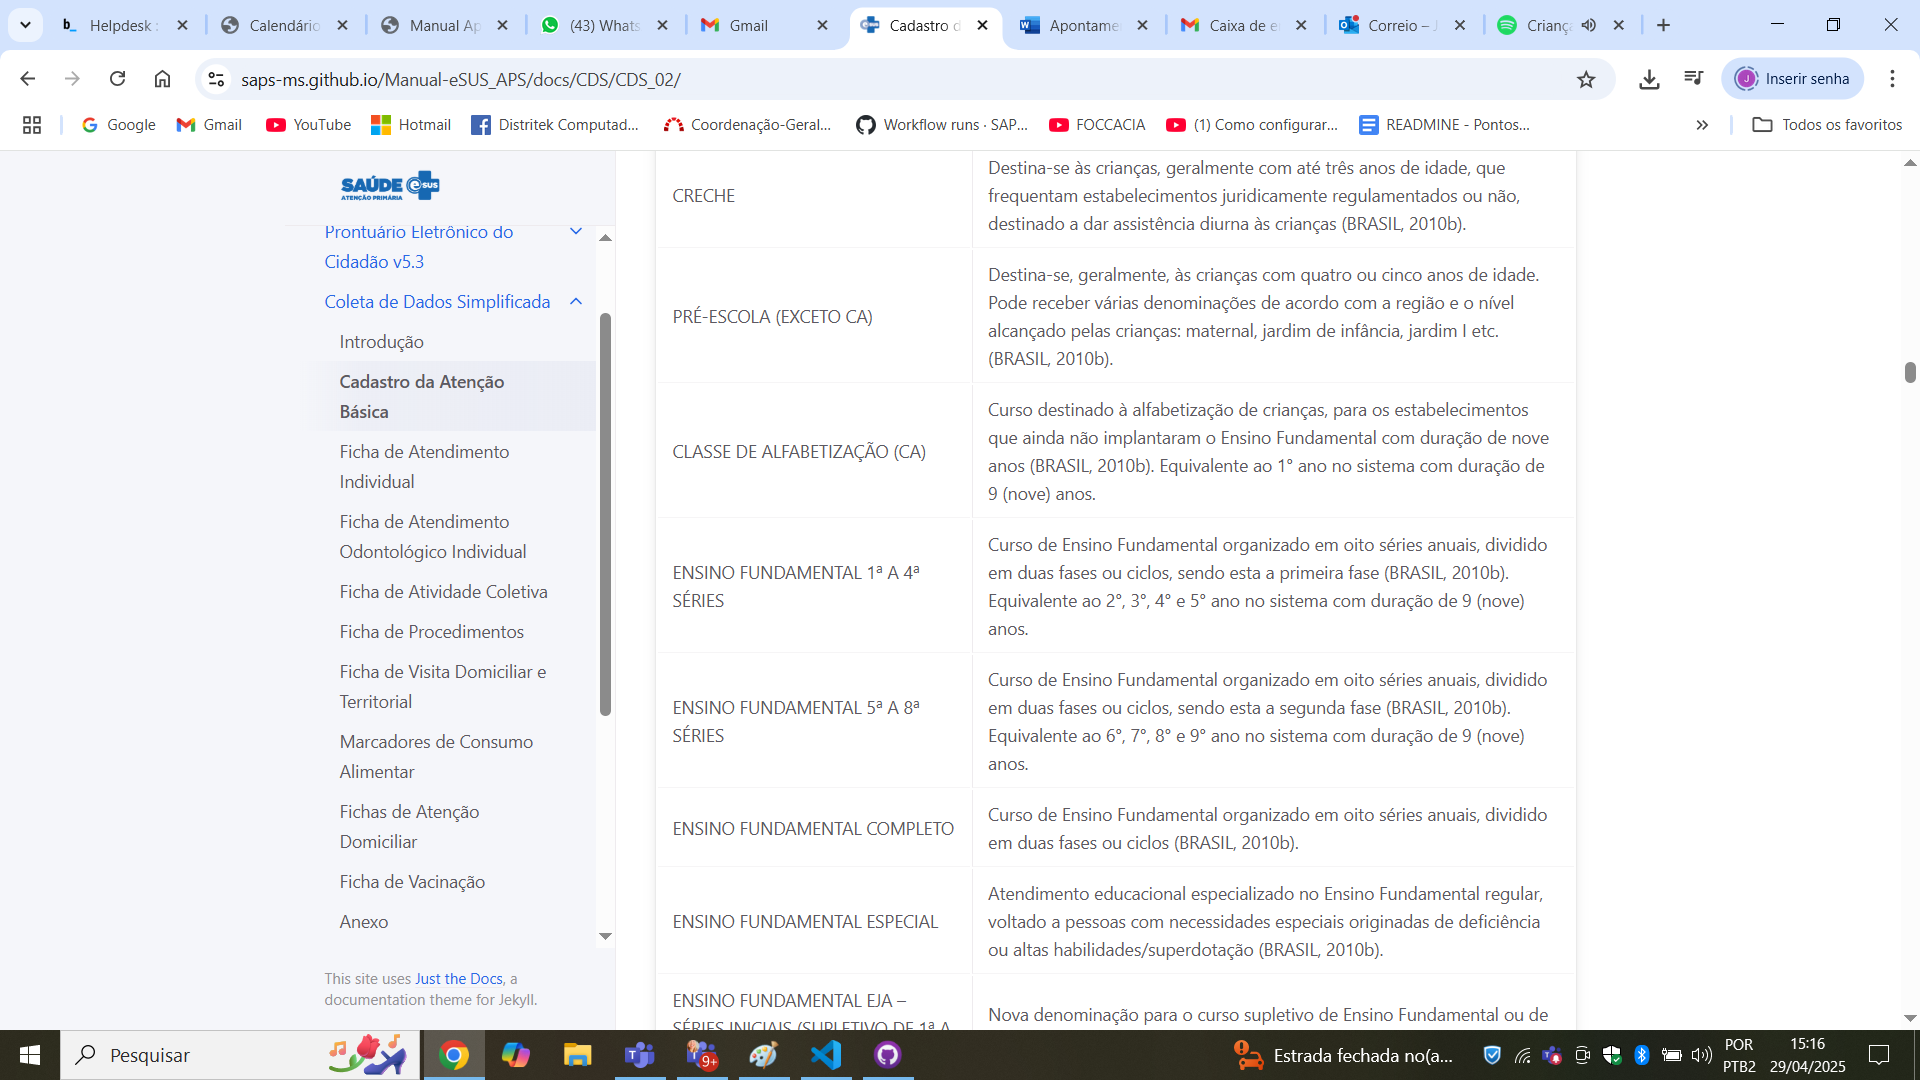 Helpdesk :
Calendário
Manual Ap
(43) Whats
Gmail
Cadastro d
Apontame
Caixa de e
Correio – J
Crianç
saps-ms.github.io/Manual-eSUS_APS/docs/CDS/CDS_02/
Inserir senha
Google
Gmail
YouTube
Hotmail
Distritek Computad...
Coordenação-Geral...
Workflow runs · SAP...
FOCCACIA
(1) Como configurar...
READMINE - Pontos...
Todos os favoritos
SAÚDE e SUS
ATENÇÃO PRIMÁRIA
Prontuário Eletrônico do
Cidadão v5.3
Coleta de Dados Simplificada
Introdução
Cadastro da Atenção
Básica
Ficha de Atendimento
Individual
Ficha de Atendimento
Odontológico Individual
Ficha de Atividade Coletiva
Ficha de Procedimentos
Ficha de Visita Domiciliar e
Territorial
Marcadores de Consumo
Alimentar
Fichas de Atenção
Domiciliar
Ficha de Vacinação
Anexo
This site uses Just the Docs, a
documentation theme for Jekyll.
CRECHE
Destina-se às crianças, geralmente com até três anos de idade, que
frequentam estabelecimentos juridicamente regulamentados ou não,
destinado a dar assistência diurna às crianças (BRASIL, 2010b).
PRÉ-ESCOLA (EXCETO CA)
Destina-se, geralmente, às crianças com quatro ou cinco anos de idade.
Pode receber várias denominações de acordo com a região e o nível
alcançado pelas crianças: maternal, jardim de infância, jardim I etc.
(BRASIL, 2010b).
CLASSE DE ALFABETIZAÇÃO (CA)
Curso destinado à alfabetização de crianças, para os estabelecimentos
que ainda não implantaram o Ensino Fundamental com duração de nove
anos (BRASIL, 2010b). Equivalente ao 1° ano no sistema com duração de
9 (nove) anos.
ENSINO FUNDAMENTAL 1ª A 4ª
SÉRIES
Curso de Ensino Fundamental organizado em oito séries anuais, dividido
em duas fases ou ciclos, sendo esta a primeira fase (BRASIL, 2010b).
Equivalente ao 2°, 3°, 4° e 5° ano no sistema com duração de 9 (nove)
anos.
ENSINO FUNDAMENTAL 5ª A 8ª
SÉRIES
Curso de Ensino Fundamental organizado em oito séries anuais, dividido
em duas fases ou ciclos, sendo esta a segunda fase (BRASIL, 2010b).
Equivalente ao 6°, 7°, 8° e 9° ano no sistema com duração de 9 (nove)
anos.
ENSINO FUNDAMENTAL COMPLETO
Curso de Ensino Fundamental organizado em oito séries anuais, dividido
em duas fases ou ciclos (BRASIL, 2010b).
ENSINO FUNDAMENTAL ESPECIAL
Atendimento educacional especializado no Ensino Fundamental regular,
voltado a pessoas com necessidades especiais originadas de deficiência
ou altas habilidades/superdotação (BRASIL, 2010b).
ENSINO FUNDAMENTAL EJA –
SÉRIES INICIAIS (SUPLETIVO DE 1ª A
Nova denominação para o curso supletivo de Ensino Fundamental ou de
Pesquisar
9+
Estrada fechada no(a...
POR
PTB2
15:16
29/04/2025